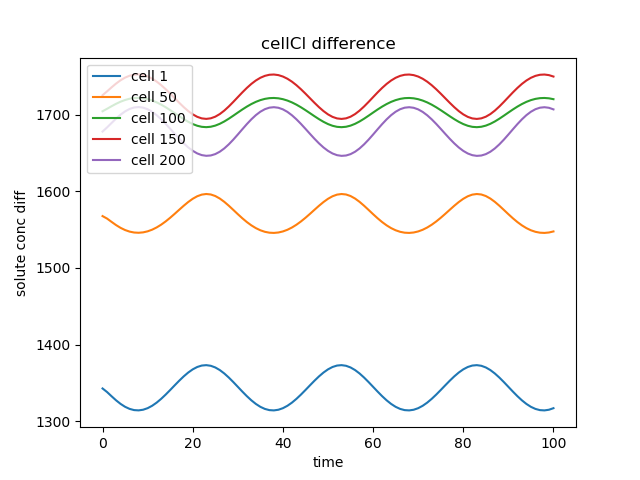 cellCl difference
cell 1
cell 50
cell 100
cell 150
cell 200
1700
1600
1500
1400
1300
solute conc diff
0 20 40 60 80 100
time